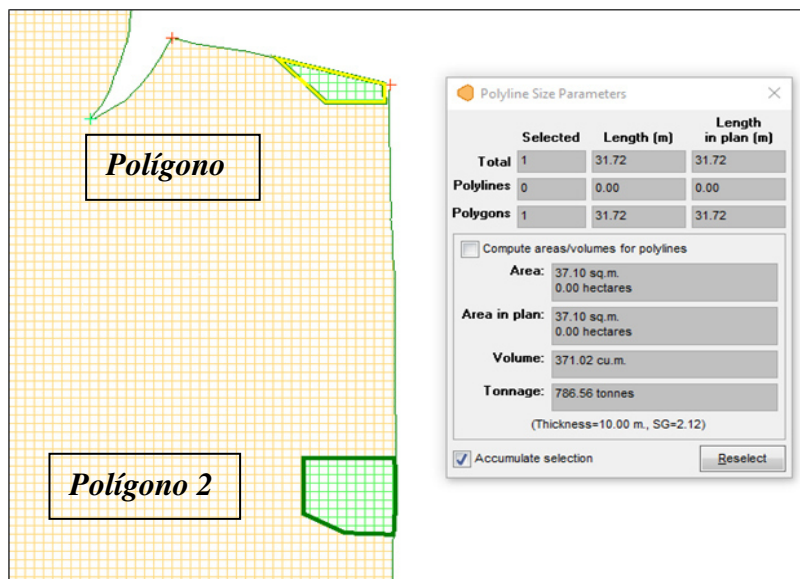 Polígono
Polígono 2
Polyline Size Parameters
Selected Length (m) Length in plan (m)
Total 1 31.72 31.72
Polylines 0 0.00 0.00
Polygons 1 31.72 31.72
Compute areas/volumes for polylines
Area: 37.10 sq.m.
0.00 hectares
Area in plan: 37.10 sq.m.
0.00 hectares
Volume: 371.02 cu.m.
Tonnage: 786.56 tonnes
(Thickness=10.00 m., SG=2.12)
Accumulate selection Reselect